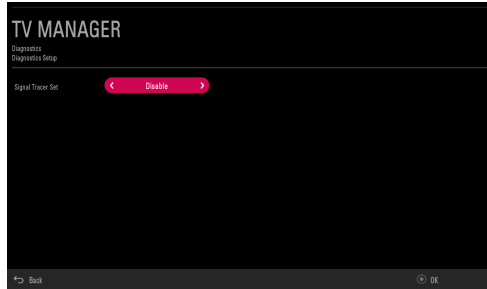 TV MANAGER
Diagnostics
Diagnostics Setup
Signal Tracer Set
Disable
Back
OK